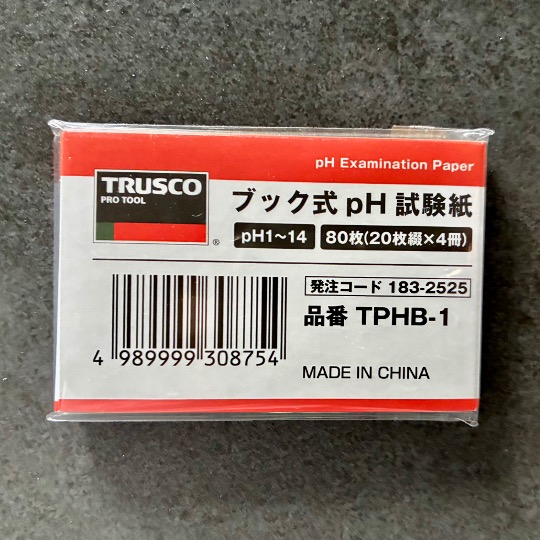 pH Examination Paper
TRUSCO
PRO TOOL
®
ブック式 pH 試験紙
pH1〜14
80枚(20枚綴×4冊)
発注コード 183-2525
品番 TPHB-1
4 989999 308754
MADE IN CHINA